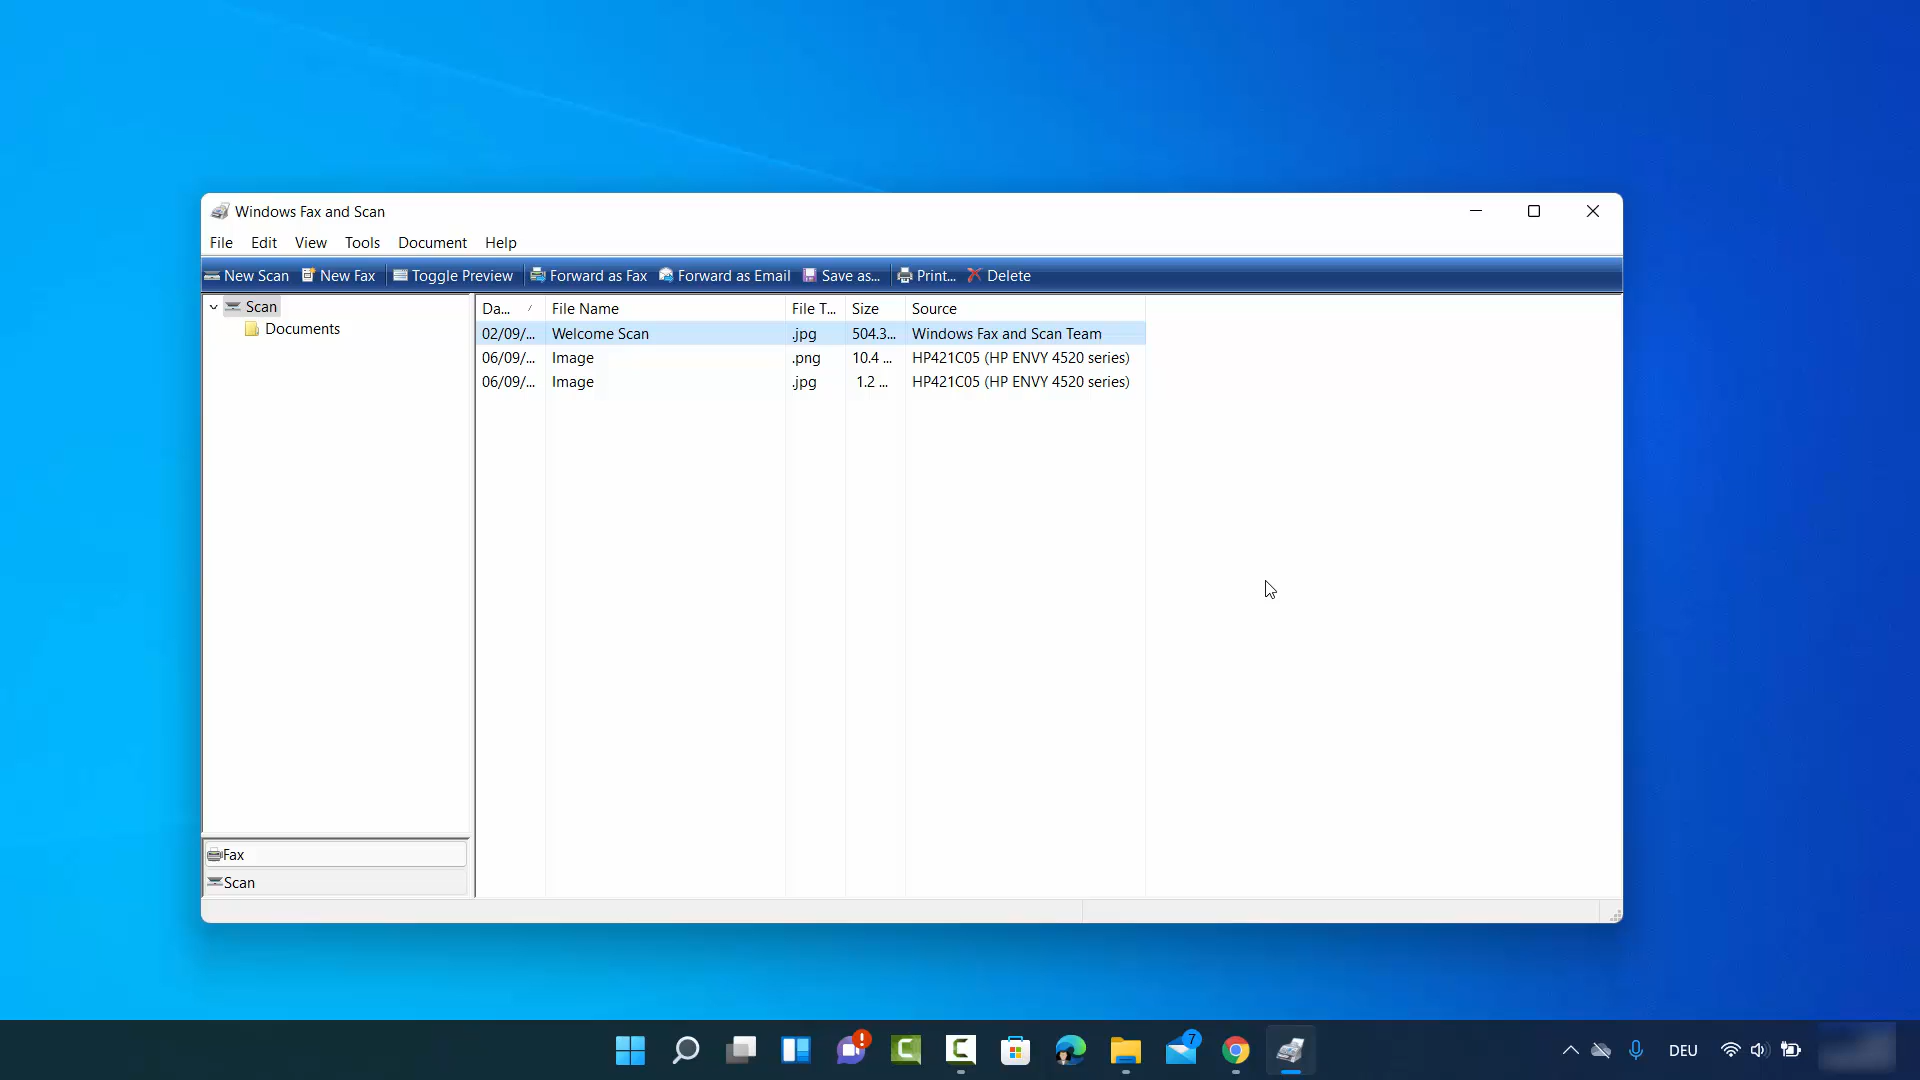 Windows Fax and Scan
File Edit View Tools Document Help
New Scan New Fax Toggle Preview Forward as Fax Forward as Email Save as... Print... Delete
Scan
Documents
Da... File Name File T... Size Source
02/09/... Welcome Scan .jpg 504.3... Windows Fax and Scan Team
06/09/... Image .png 10.4 ... HP421C05 (HP ENVY 4520 series)
06/09/... Image .jpg 1.2 ... HP421C05 (HP ENVY 4520 series)
Fax
Scan
! 7 DEU